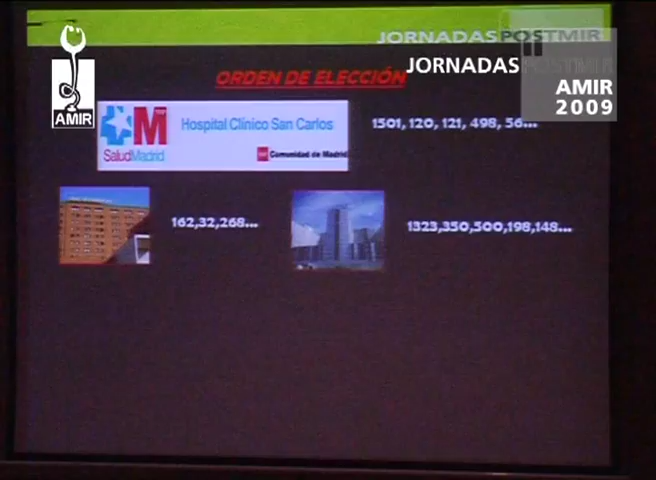 JORNADAS POSTMIR
JORNADAS POSTMIR
AMIR
2009
AMIR
ORDEN DE ELECCIÓN
SaludMadrid
Hospital Clínico San Carlos
Comunidad de Madrid
1501, 120, 121, 498, 56...
162,32,268...
1323,350,500,198,148...